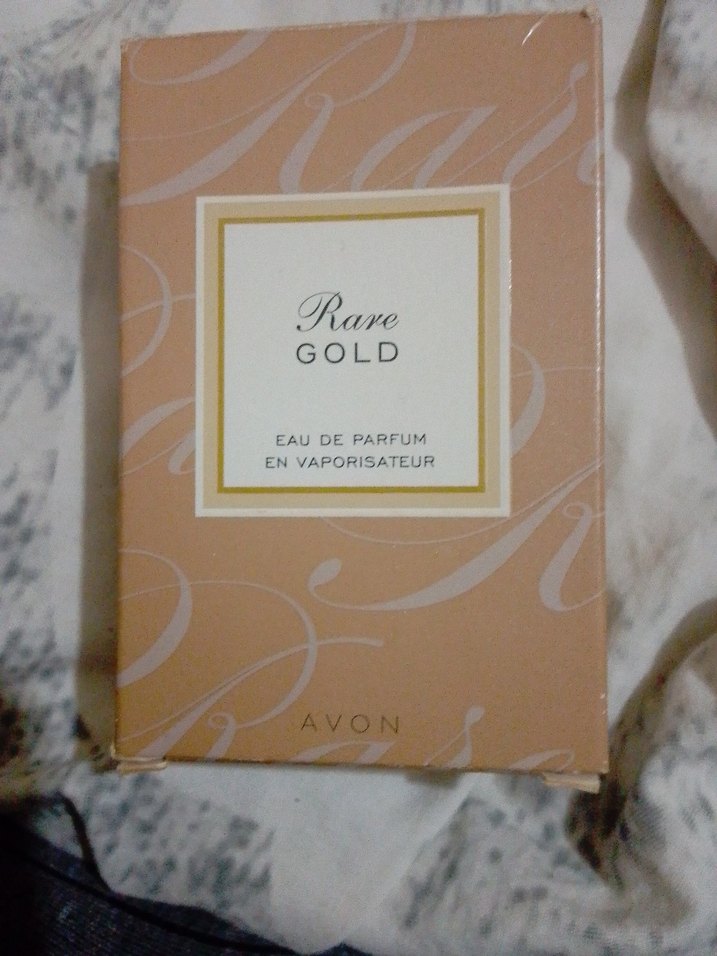 Rare
GOLD
EAU DE PARFUM
EN VAPORISATEUR
AVON